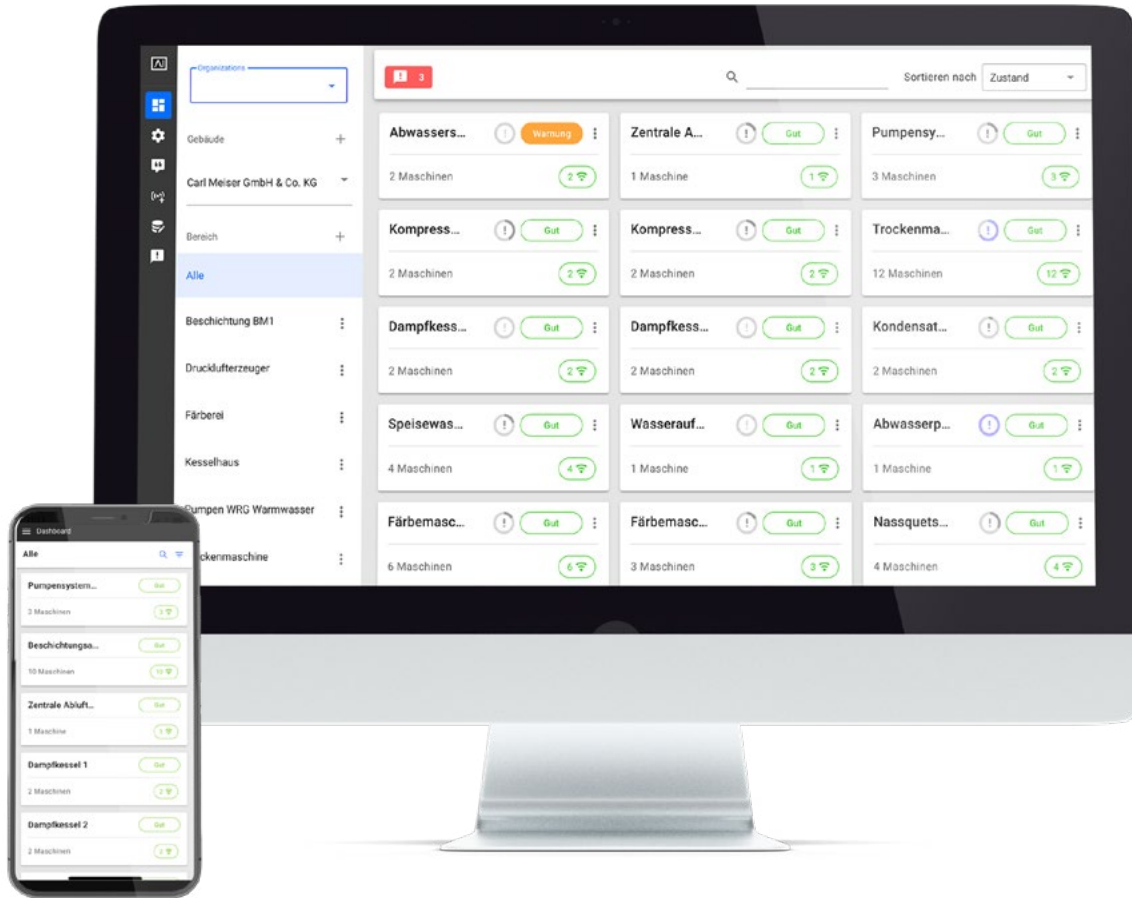 Organizations
Gebäude
Carl Meiser GmbH & Co. KG
Bereich
Alle
Beschichtung BM1
Drucklufterzeuger
Färberei
Kesselhaus
Pumpen WRG Warmwasser
ckenmaschine
3
Sortieren nach Zustand
Abwassers... Warnung
2 Maschinen 2
Zentrale A... Gut
1 Maschine 1
Pumpensy... Gut
3 Maschinen 3
Kompress... Gut
2 Maschinen 2
Kompress... Gut
2 Maschinen 2
Trockenma... Gut
12 Maschinen 12
Dampfkess... Gut
2 Maschinen 2
Dampfkess... Gut
2 Maschinen 2
Kondensat... Gut
2 Maschinen 2
Speisewas... Gut
4 Maschinen 4
Wasserauf... Gut
1 Maschine 1
Abwasserp... Gut
1 Maschine 1
Färbemasc... Gut
6 Maschinen 6
Färbemasc... Gut
3 Maschinen 3
Nassquets... Gut
4 Maschinen 4
Dashboard
Alle
Pumpensystem... Gut
3 Maschinen 3
Beschichtungsa... Gut
10 Maschinen 10
Zentrale Abluft... Gut
1 Maschine 1
Dampfkessel 1 Gut
2 Maschinen 2
Dampfkessel 2 Gut
2 Maschinen 2